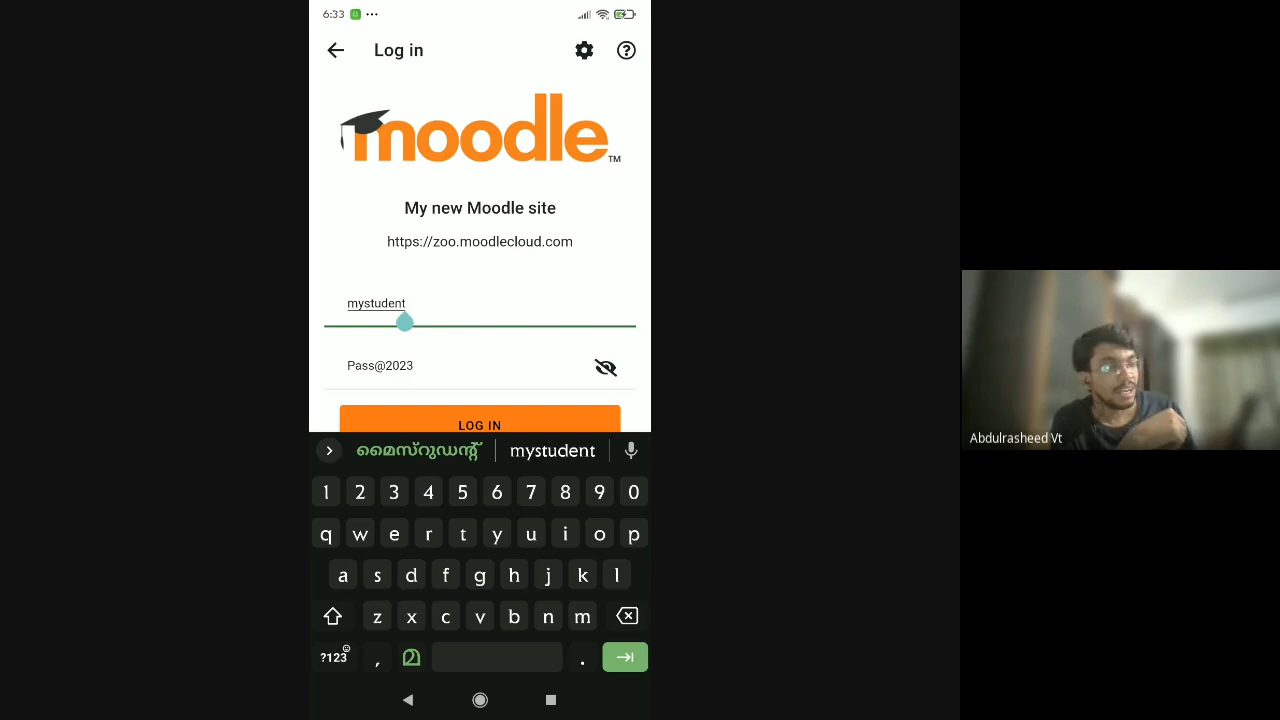 6:33
Log in
moodle TM
My new Moodle site
https://zoo.moodlecloud.com
mystudent
Pass@2023
LOG IN
മൈസ്റുഡന്റ് mystudent
1 2 3 4 5 6 7 8 9 0
q w e r t y u i o p
a s d f g h j k l
z x c v b n m
?123 , മ .
Abdulrasheed Vt